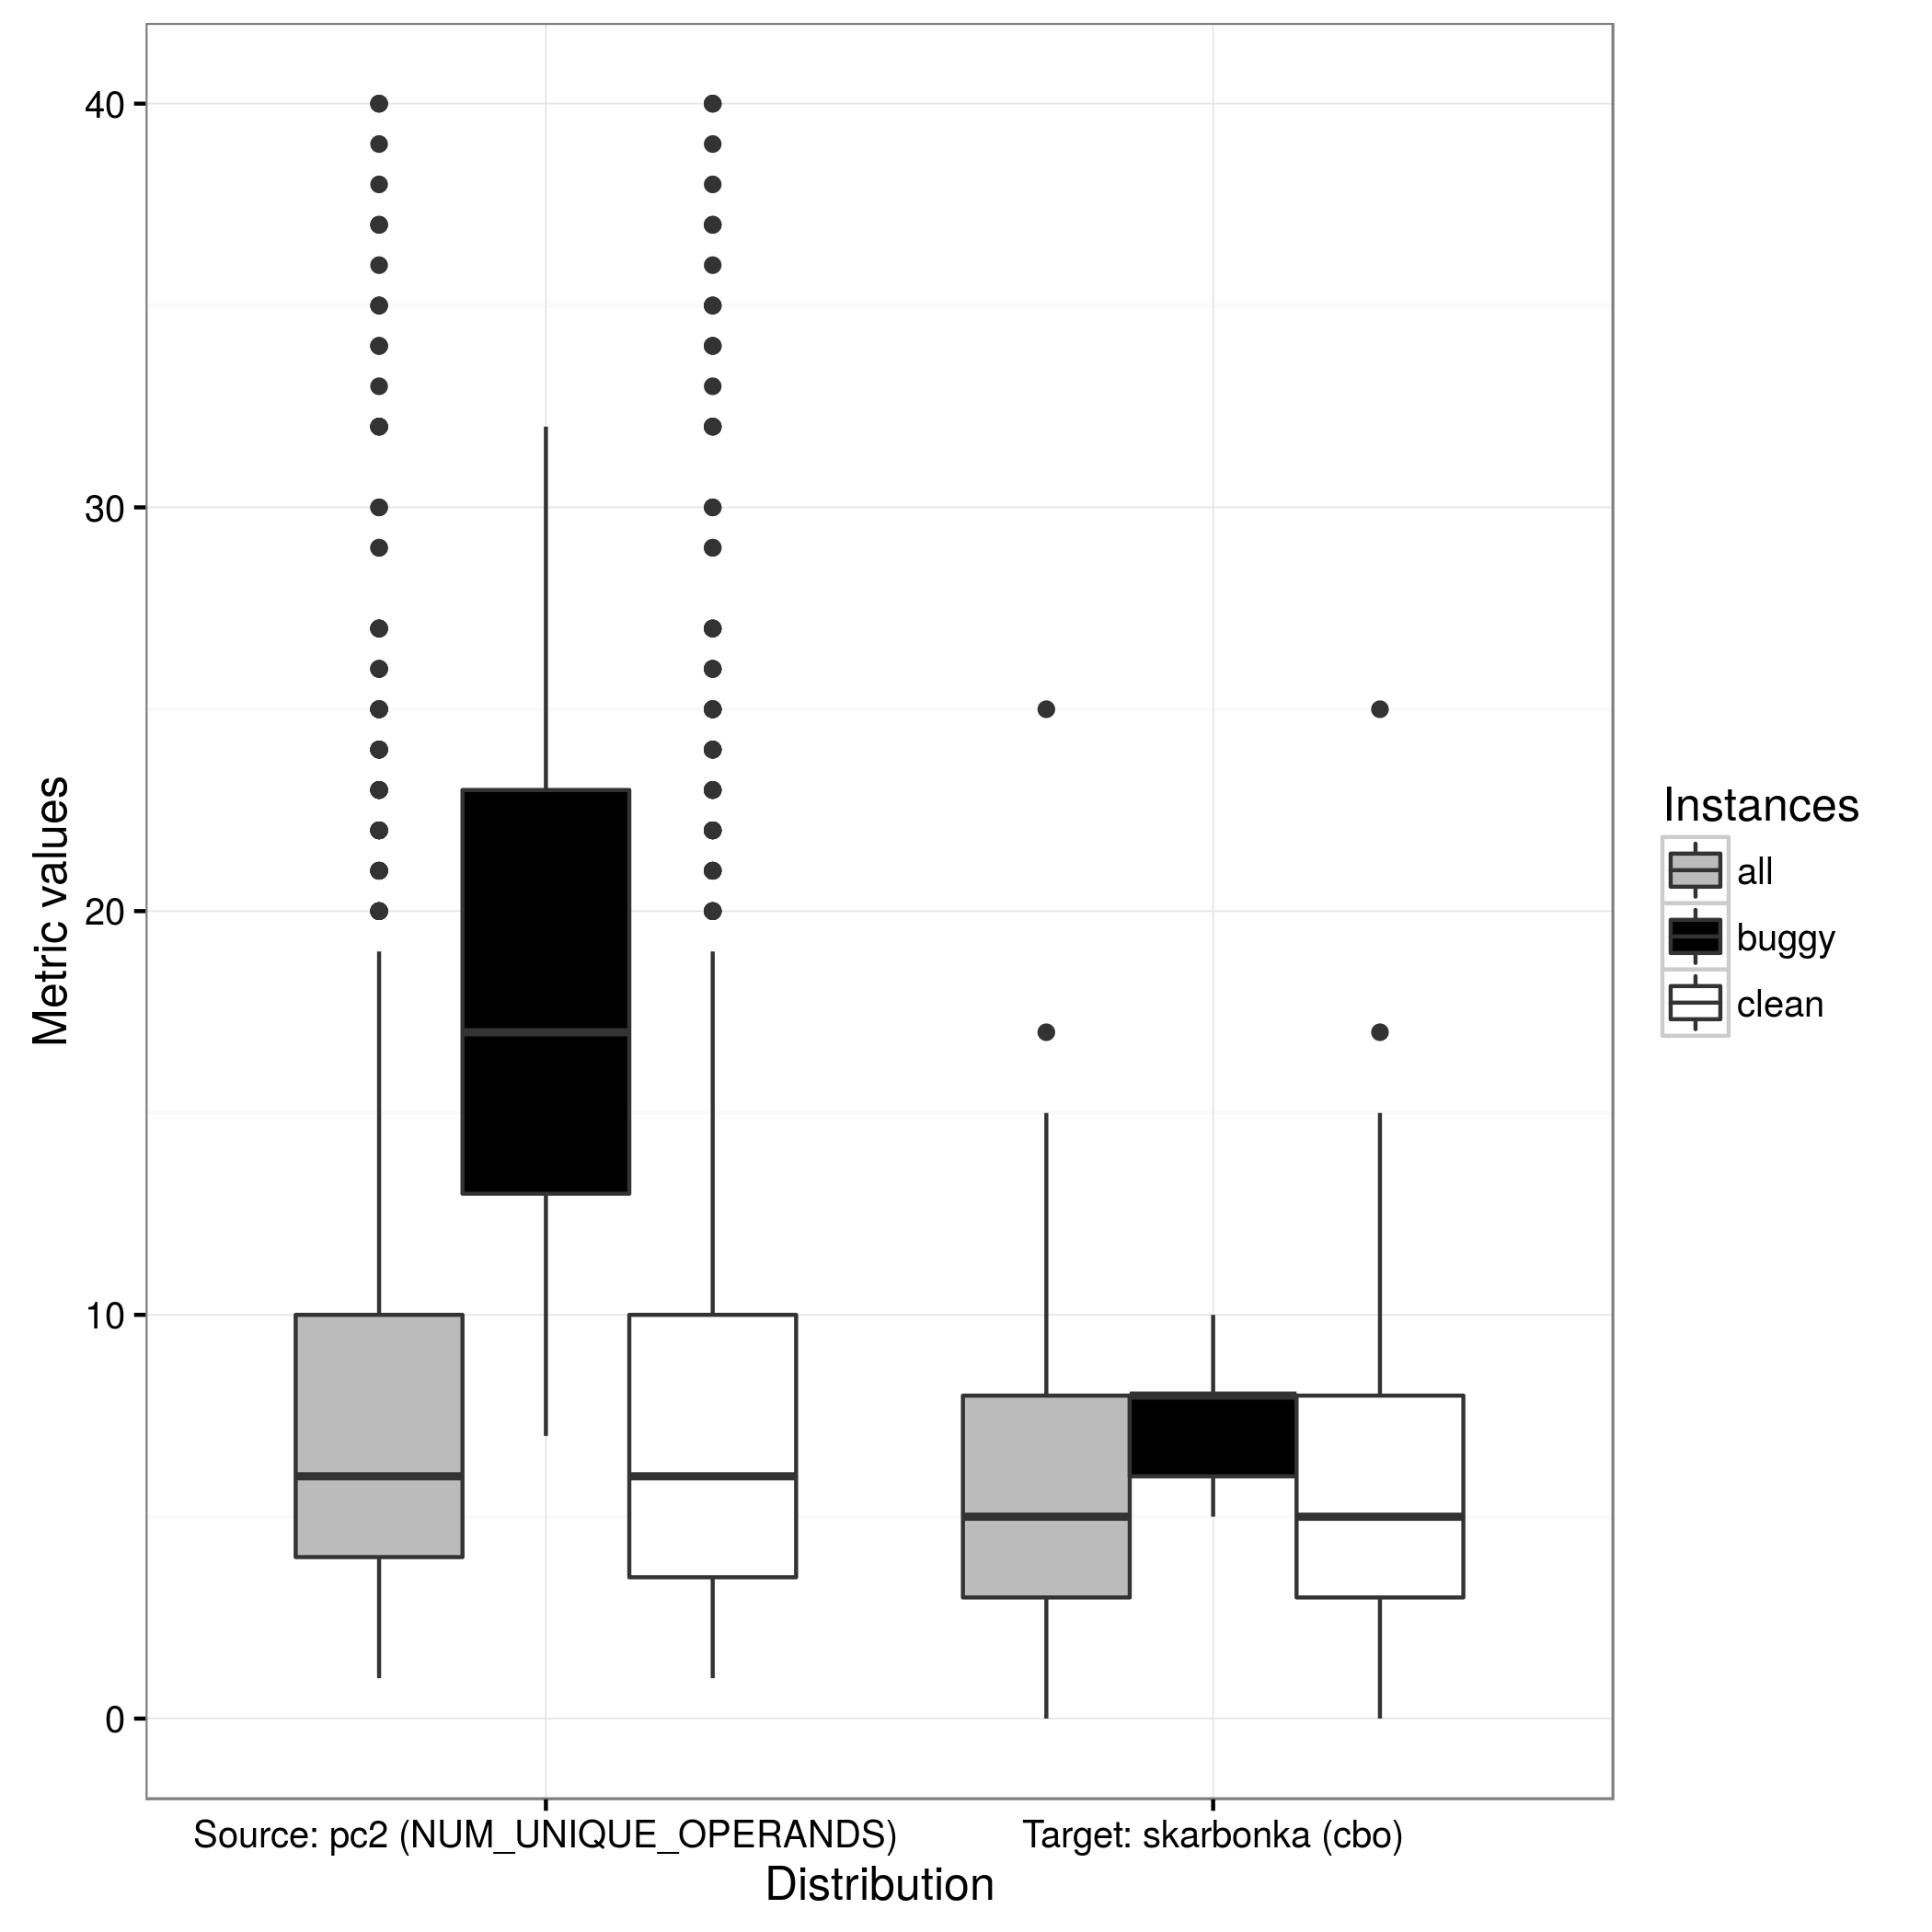 40
30
20
10
0
Metric values
Source: pc2 (NUM_UNIQUE_OPERANDS)
Target: skarbonka (cbo)
Distribution
Instances
all
buggy
clean